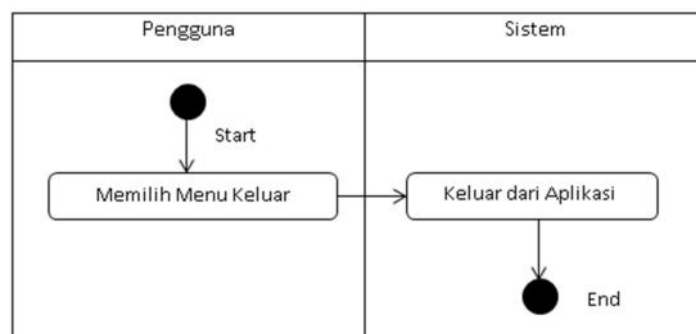 Pengguna
Sistem
Start
Memilih Menu Keluar
Keluar dari Aplikasi
End